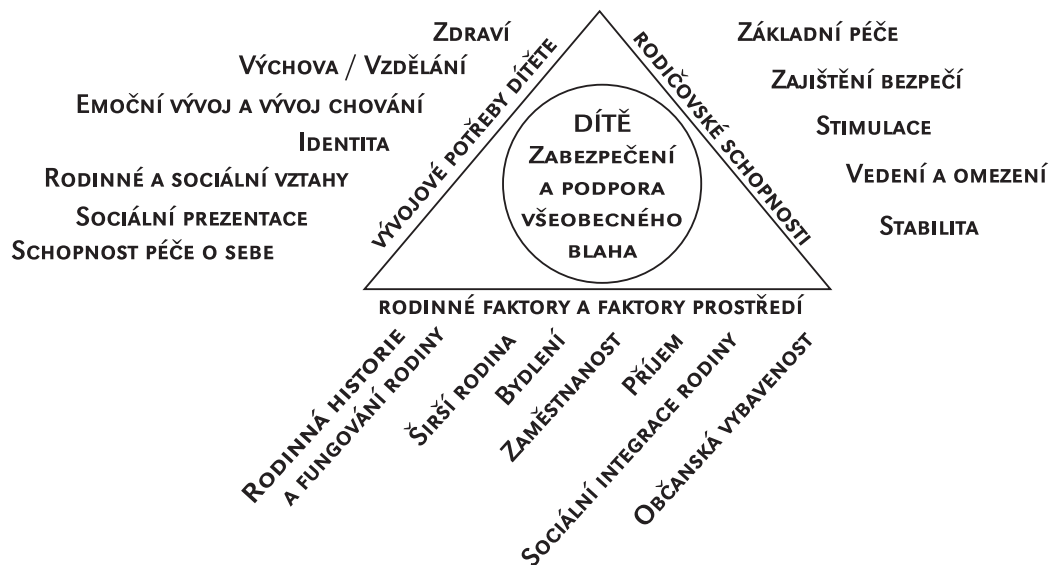 Zdraví
Výchova / Vzdělání
Emoční vývoj a vývoj chování
Identita
Rodinné a sociální vztahy
Sociální prezentace
Schopnost péče o sebe
VÝVOJOVÉ POTŘEBY DÍTĚTE
DÍTĚ
Zabezpečení
a podpora
všeobecného
blaha
RODIČOVSKÉ SCHOPNOSTI
Základní péče
Zajištění bezpečí
Stimulace
Vedení a omezení
Stabilita
RODINNÉ FAKTORY A FAKTORY PROSTŘEDÍ
Rodinná historie
a fungování rodiny
Širší rodina
Bydlení
Zaměstnanost
Příjem
Sociální integrace rodiny
Občanská vybavenost